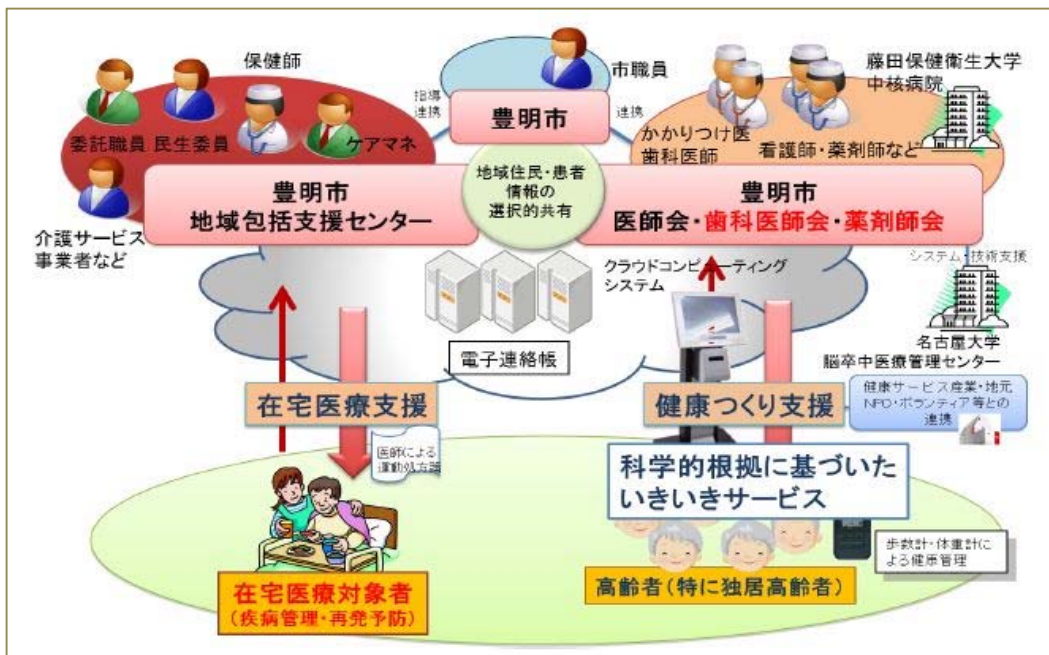 保健師
市職員
藤田保健衛生大学
中核病院
指導
連携
連携
豊明市
委託職員
民生委員
ケアマネ
かかりつけ医
歯科医師
看護師・薬剤師など
地域住民・患者
情報の
選択的共有
豊明市
地域包括支援センター
豊明市
医師会・歯科医師会・薬剤師会
介護サービス
事業者など
クラウドコンピューティング
システム
システム・技術支援
電子連絡帳
名古屋大学
脳卒中医療管理センター
在宅医療支援
健康つくり支援
健康サービス産業・地元
NPO・ボランティア等との
連携
医師による
運動処方箋
科学的根拠に基づいた
いきいきサービス
歩数計・体重計に
よる健康管理
在宅医療対象者
(疾病管理・再発予防)
高齢者(特に独居高齢者)